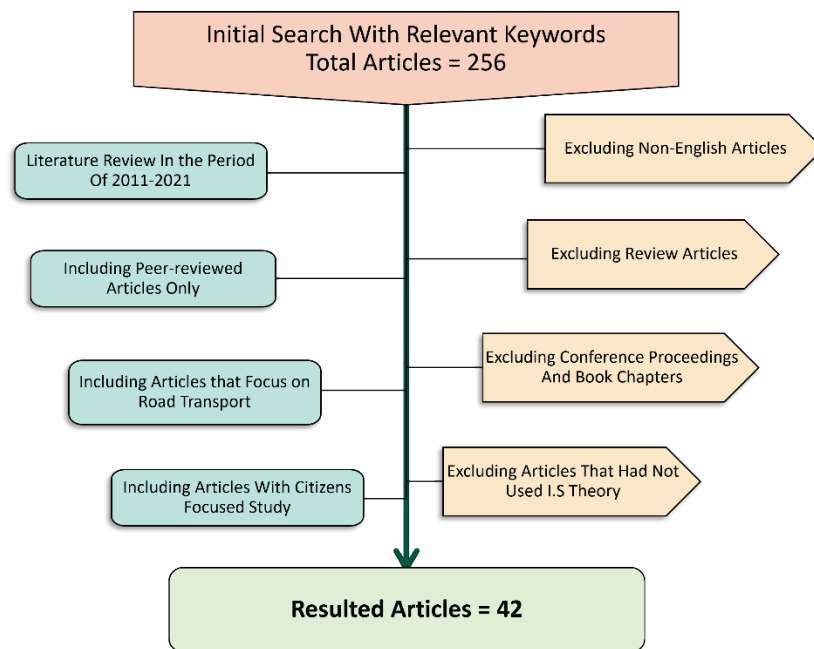 Initial Search With Relevant Keywords
Total Articles = 256
Excluding Non-English Articles
Literature Review In the Period
Of 2011-2021
Excluding Review Articles
Including Peer-reviewed
Articles Only
Excluding Conference Proceedings
And Book Chapters
Including Articles that Focus on
Road Transport
Excluding Articles That Had Not
Used I.S Theory
Including Articles With Citizens
Focused Study
Resulted Articles = 42